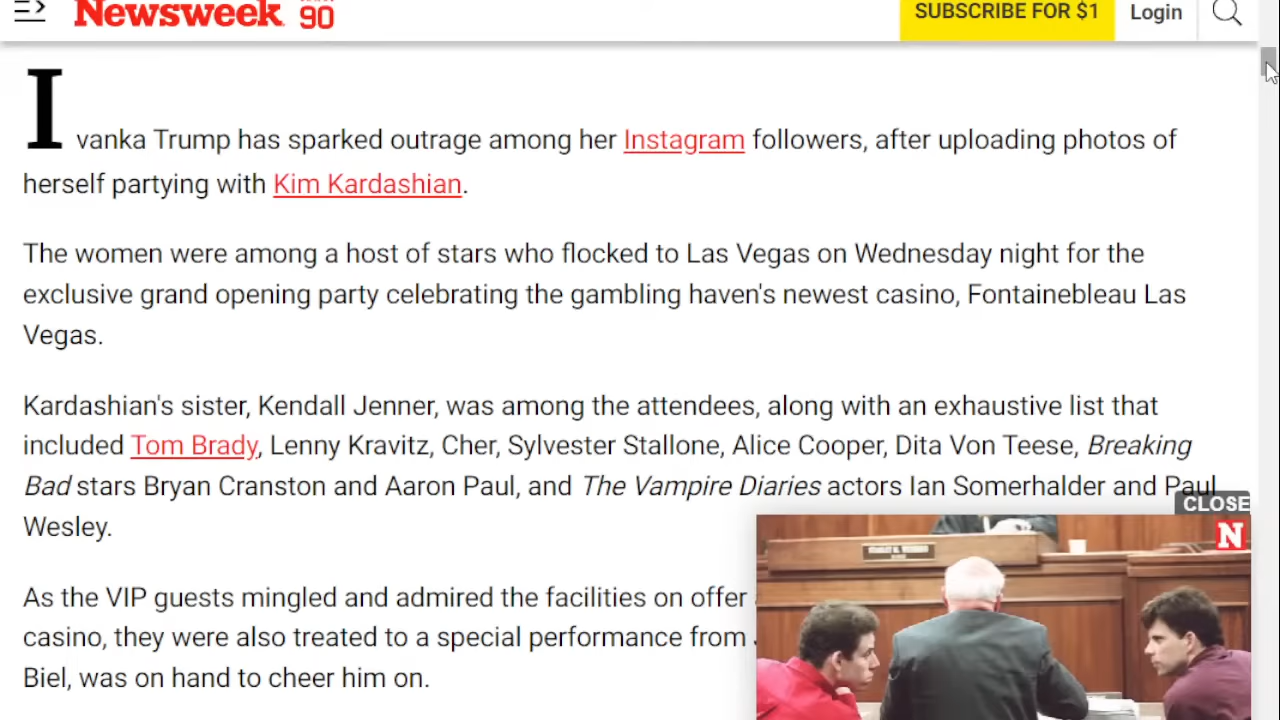 Newsweek 90
SUBSCRIBE FOR $1
Login
Ivanka Trump has sparked outrage among her Instagram followers, after uploading photos of
herself partying with Kim Kardashian.
The women were among a host of stars who flocked to Las Vegas on Wednesday night for the
exclusive grand opening party celebrating the gambling haven's newest casino, Fontainebleau Las
Vegas.
Kardashian's sister, Kendall Jenner, was among the attendees, along with an exhaustive list that
included Tom Brady, Lenny Kravitz, Cher, Sylvester Stallone, Alice Cooper, Dita Von Teese, Breaking
Bad stars Bryan Cranston and Aaron Paul, and The Vampire Diaries actors Ian Somerhalder and Paul
Wesley.
CLOSE
N
As the VIP guests mingled and admired the facilities on offer
casino, they were also treated to a special performance from
Biel, was on hand to cheer him on.